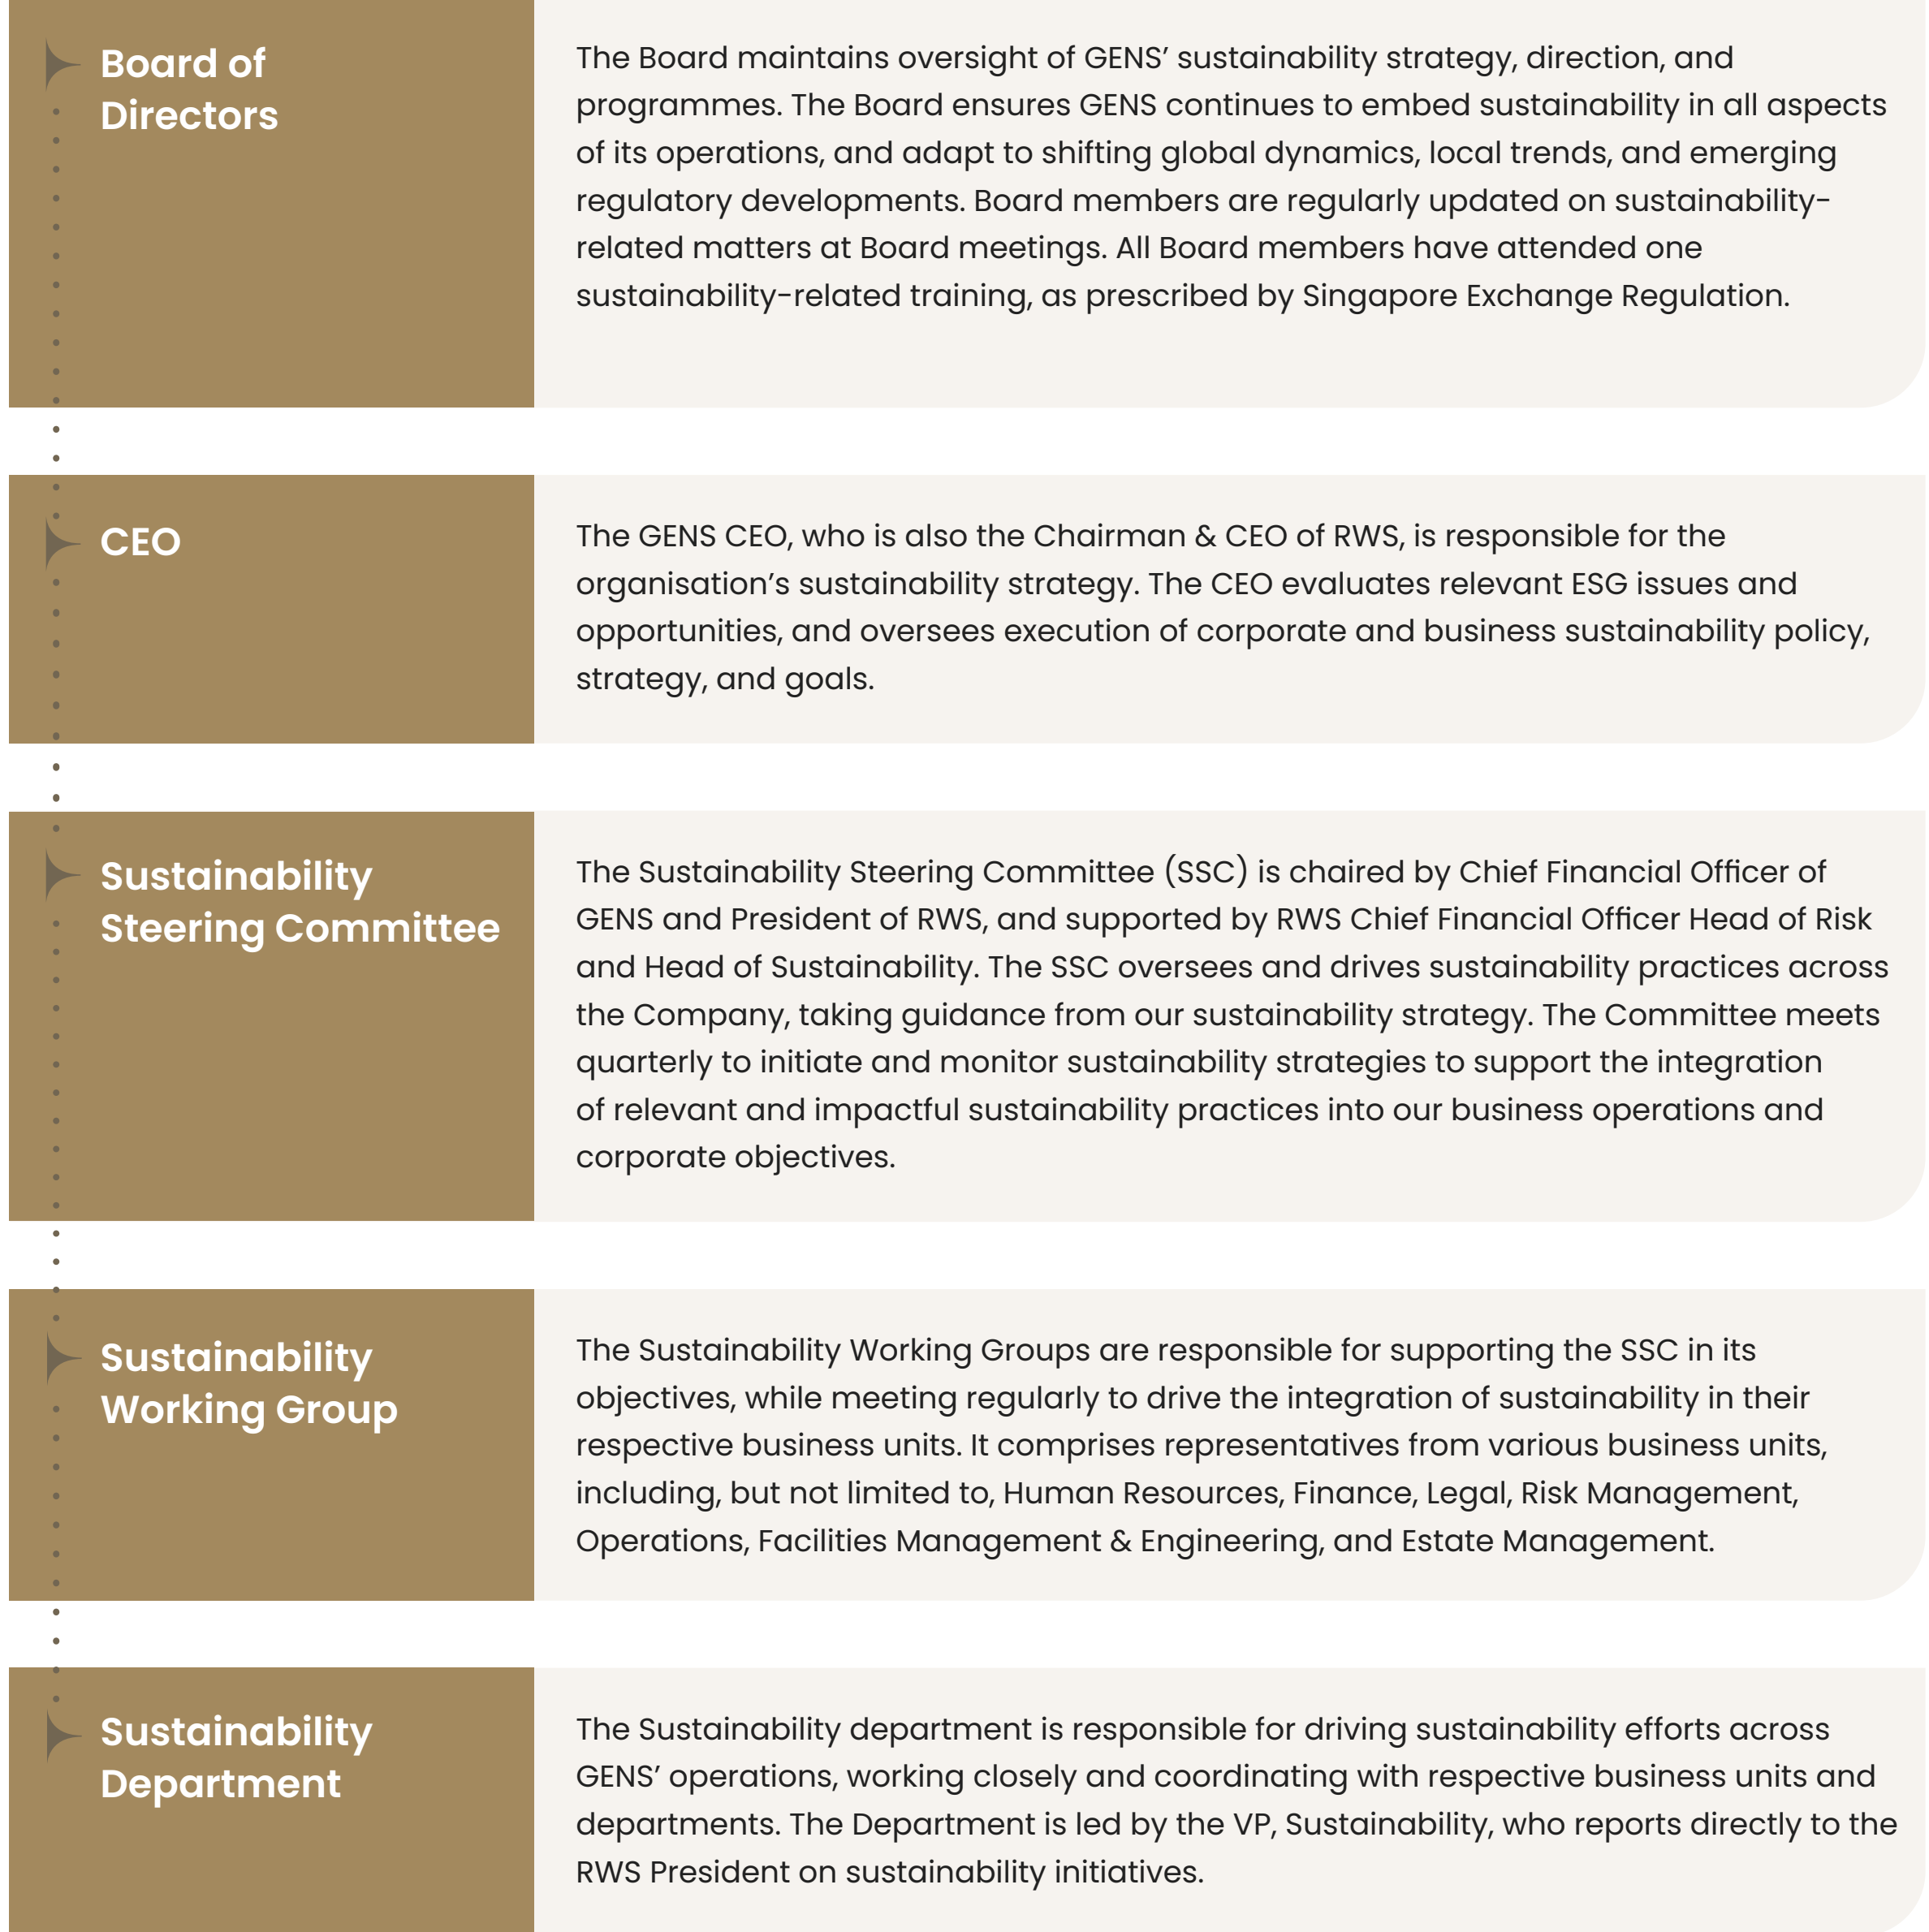 Board of
Directors
The Board maintains oversight of GENS’ sustainability strategy, direction, and
programmes. The Board ensures GENS continues to embed sustainability in all aspects
of its operations, and adapt to shifting global dynamics, local trends, and emerging
regulatory developments. Board members are regularly updated on sustainability-
related matters at Board meetings. All Board members have attended one
sustainability-related training, as prescribed by Singapore Exchange Regulation.
CEO
The GENS CEO, who is also the Chairman & CEO of RWS, is responsible for the
organisation’s sustainability strategy. The CEO evaluates relevant ESG issues and
opportunities, and oversees execution of corporate and business sustainability policy,
strategy, and goals.
Sustainability
Steering Committee
The Sustainability Steering Committee (SSC) is chaired by Chief Financial Officer of
GENS and President of RWS, and supported by RWS Chief Financial Officer Head of Risk
and Head of Sustainability. The SSC oversees and drives sustainability practices across
the Company, taking guidance from our sustainability strategy. The Committee meets
quarterly to initiate and monitor sustainability strategies to support the integration
of relevant and impactful sustainability practices into our business operations and
corporate objectives.
Sustainability
Working Group
The Sustainability Working Groups are responsible for supporting the SSC in its
objectives, while meeting regularly to drive the integration of sustainability in their
respective business units. It comprises representatives from various business units,
including, but not limited to, Human Resources, Finance, Legal, Risk Management,
Operations, Facilities Management & Engineering, and Estate Management.
Sustainability
Department
The Sustainability department is responsible for driving sustainability efforts across
GENS’ operations, working closely and coordinating with respective business units and
departments. The Department is led by the VP, Sustainability, who reports directly to the
RWS President on sustainability initiatives.